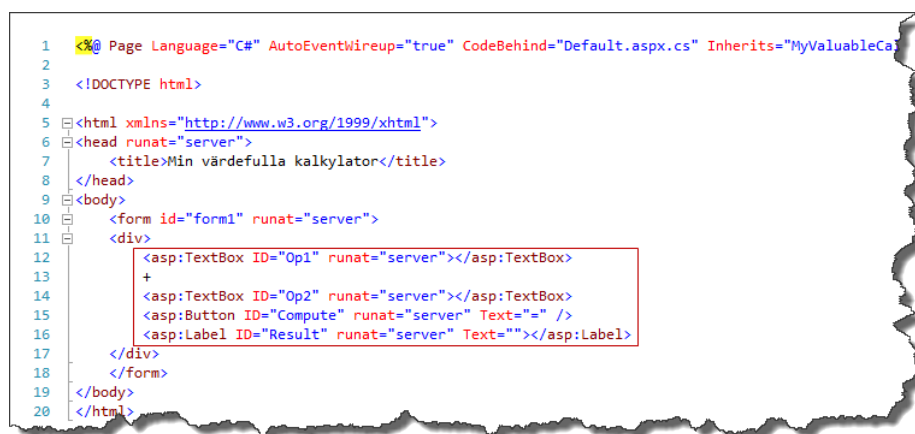 1 <%@ Page Language="C#" AutoEventWireup="true" CodeBehind="Default.aspx.cs" Inherits="MyValuableCal
2
3 <!DOCTYPE html>
4
5 <html xmlns="http://www.w3.org/1999/xhtml">
6 <head runat="server">
7 <title>Min värdefulla kalkylator</title>
8 </head>
9 <body>
10 <form id="form1" runat="server">
11 <div>
12 <asp:TextBox ID="Op1" runat="server"></asp:TextBox>
13 +
14 <asp:TextBox ID="Op2" runat="server"></asp:TextBox>
15 <asp:Button ID="Compute" runat="server" Text="=" />
16 <asp:Label ID="Result" runat="server" Text=""></asp:Label>
17 </div>
18 </form>
19 </body>
20 </html>